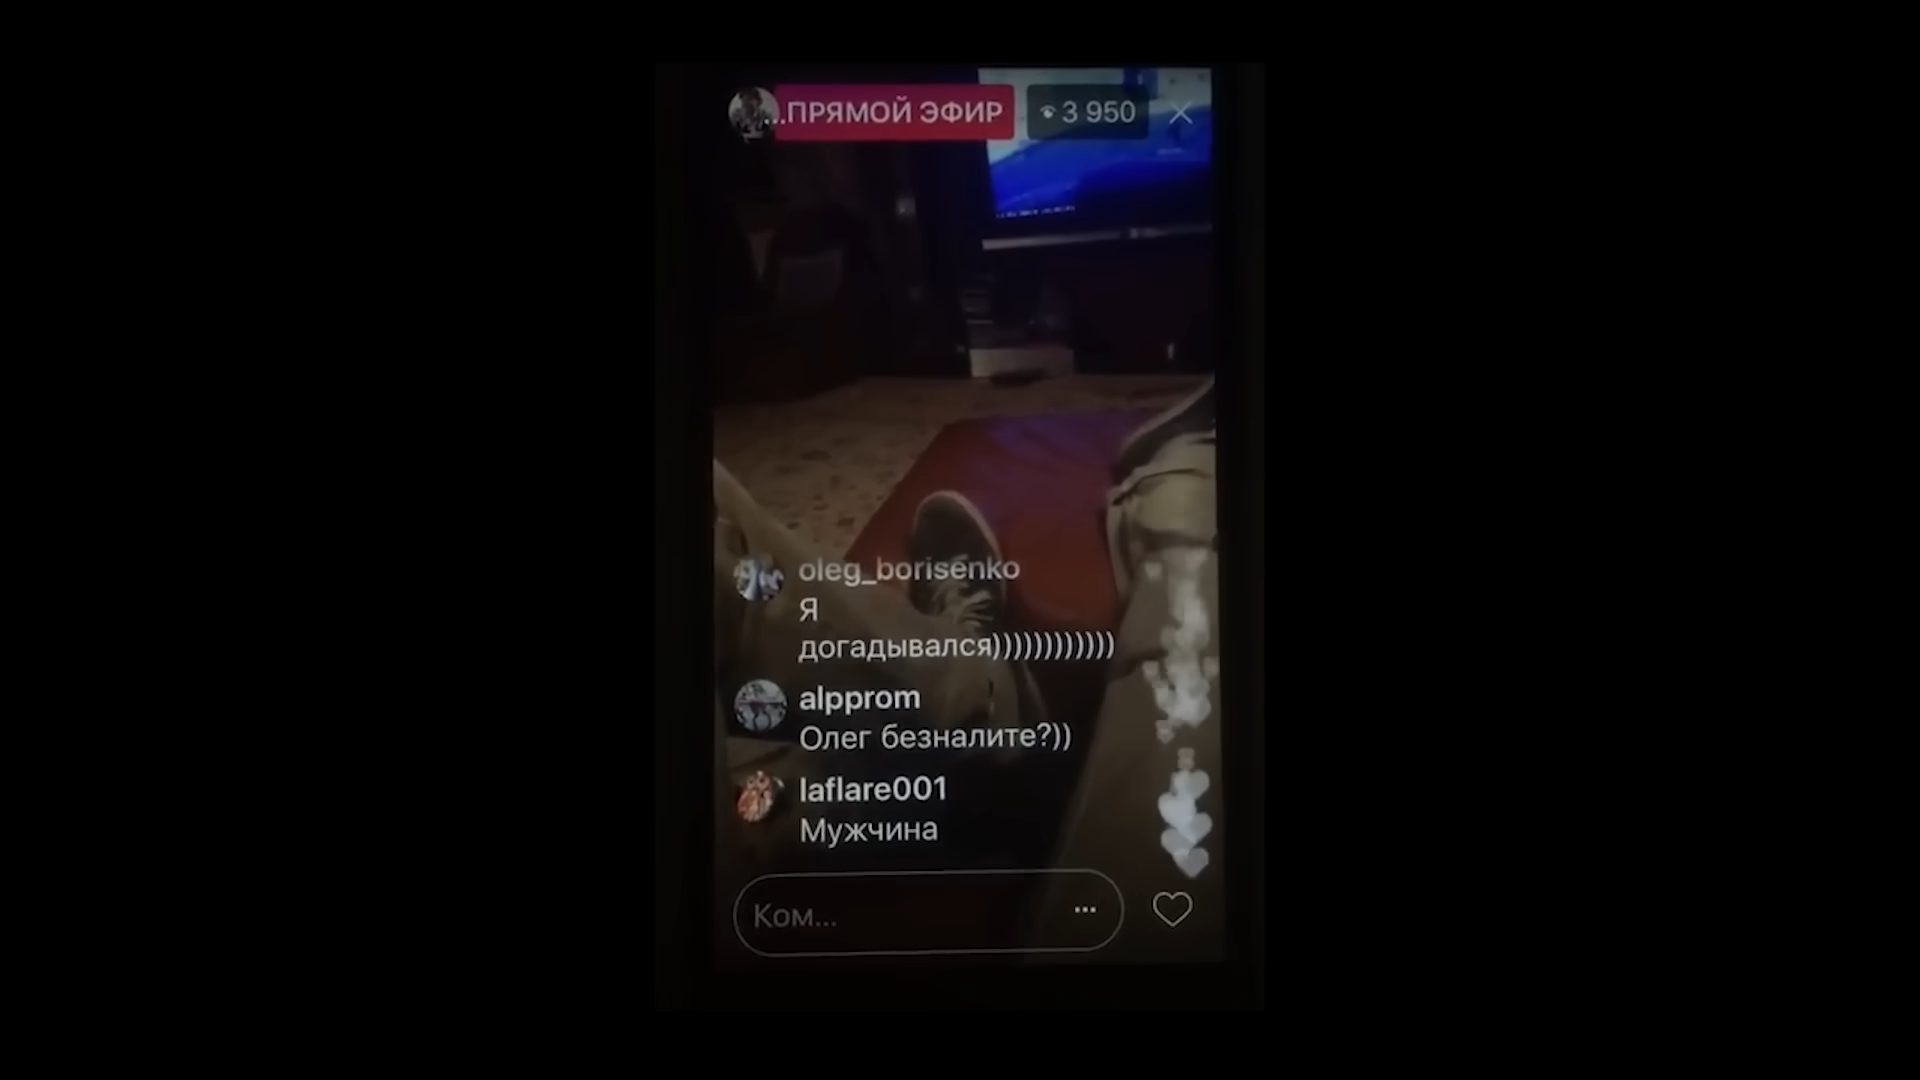 ...ПРЯМОЙ ЭФИР
3 950
oleg_borisenko
Я
догадывался))))))))))))
alpprom
Олег безналите?))
laflare001
Мужчина
Ком...